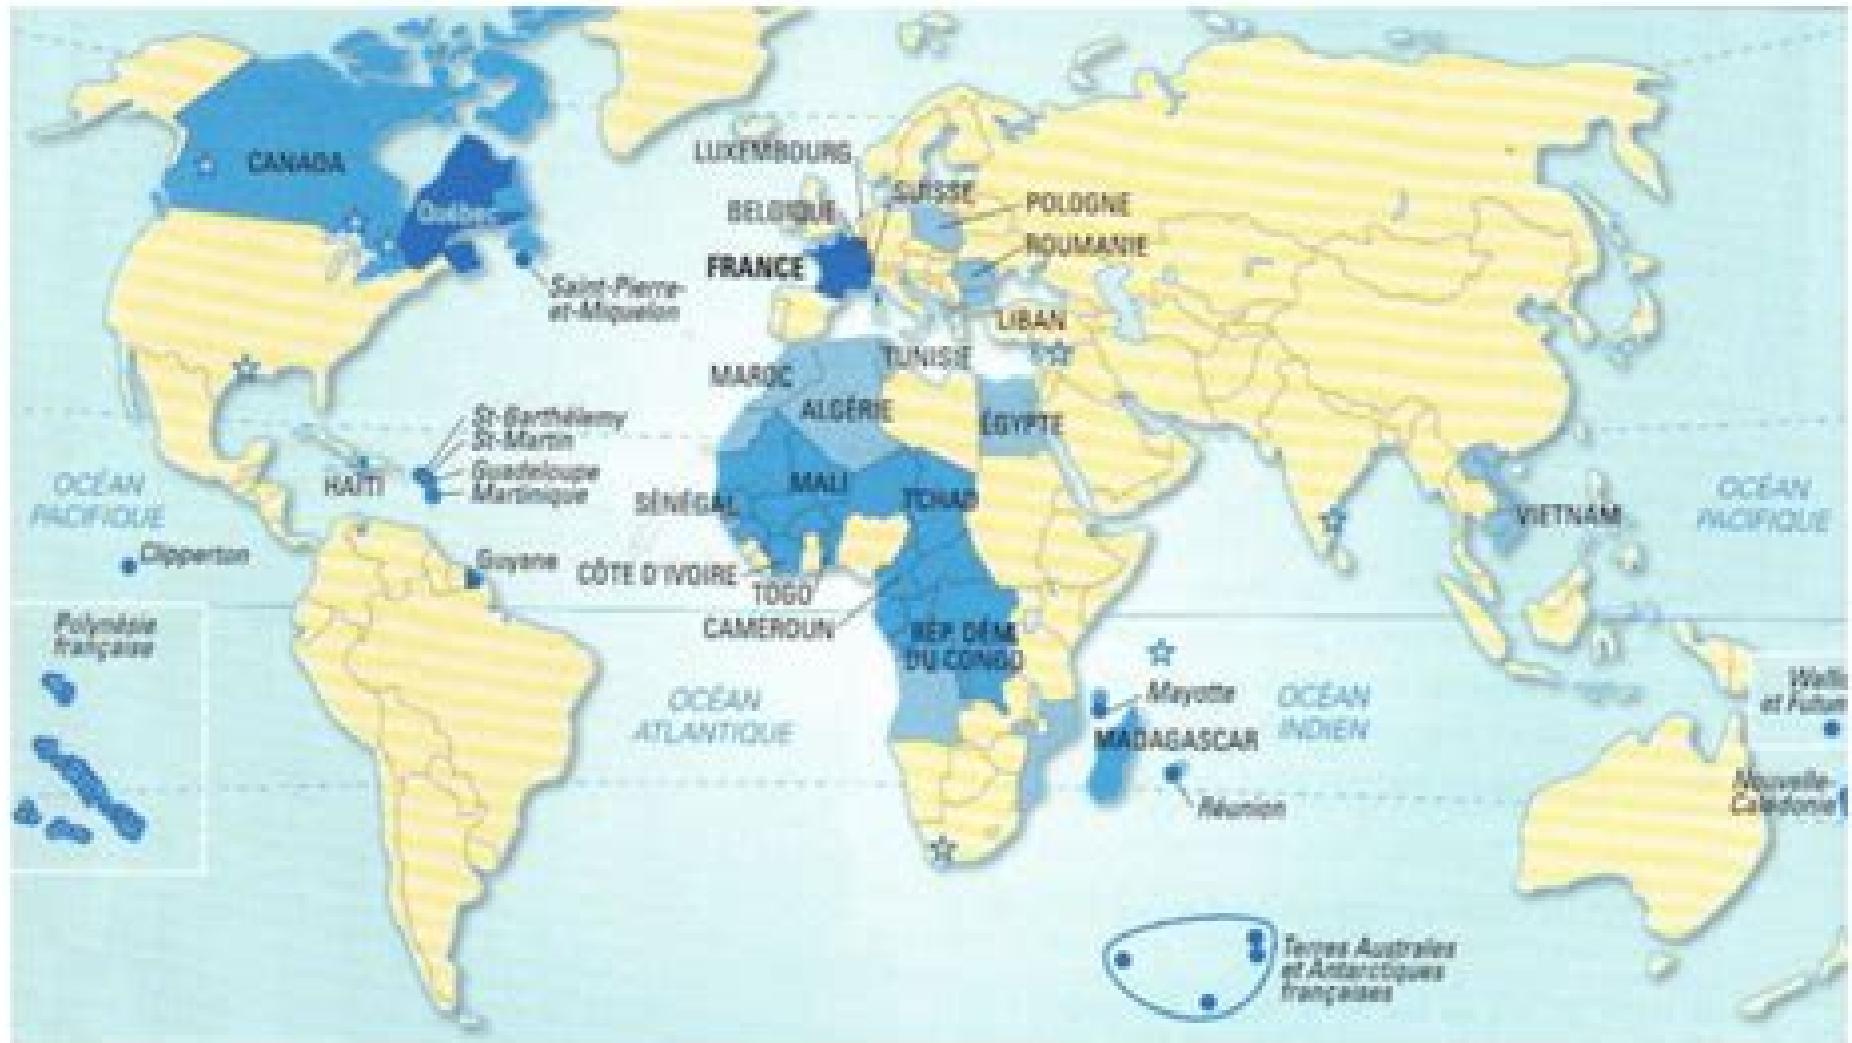 LUXEMBOURG
CANADA
SUISSE
POLOGNE
BELGIQUE
Québec
ROUMANIE
FRANCE
Saint-Pierre-
et-Miquelon
LIBAN
TUNISIE
MAROC
ALGÉRIE
ÉGYPTE
St-Barthélemy
St-Martin
Guadeloupe
Martinique
HAÏTI
OCÉAN
PACIFIQUE
MALI
TCHAD
SÉNÉGAL
VIETNAM
OCÉAN
PACIFIQUE
Clipperton
Guyane
CÔTE D'IVOIRE
TOGO
CAMEROUN
RÉP. DÉM.
DU CONGO
Polynésie
française
OCÉAN
ATLANTIQUE
Mayotte
OCÉAN
INDIEN
MADAGASCAR
Wallis
et Futun
Réunion
Nouvelle-
Calédonie
Terres Australes
et Antarctiques
françaises